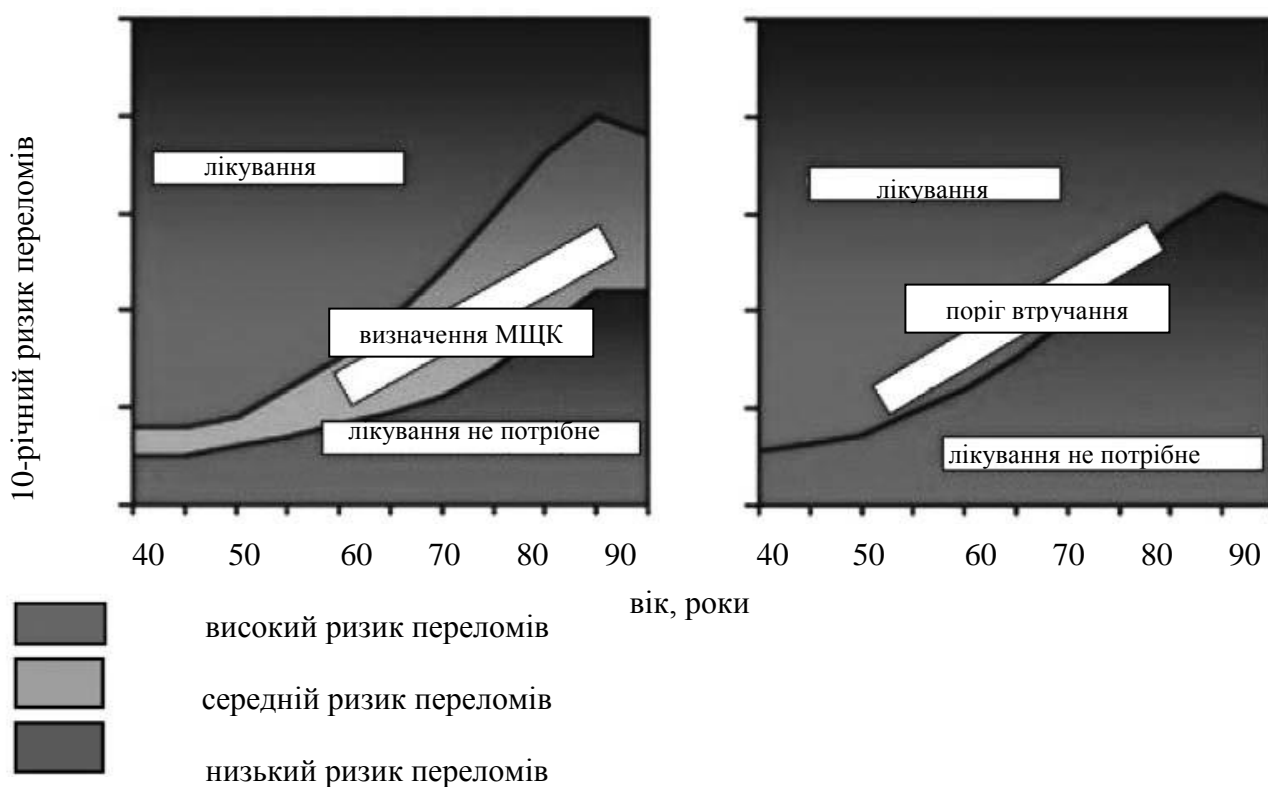 10-річний ризик переломів
лікування
визначення МЩК
лікування не потрібне
40 50 60 70 80 90
лікування
поріг втручання
лікування не потрібне
40 50 60 70 80 90
вік, роки
високий ризик переломів
середній ризик переломів
низький ризик переломів